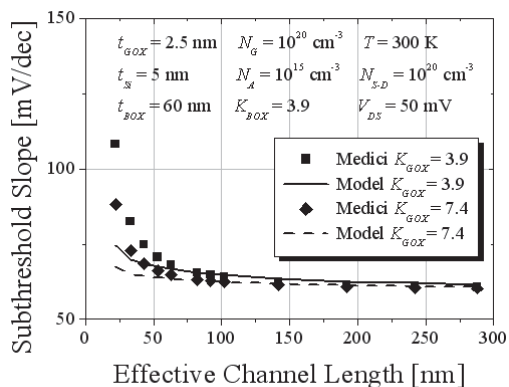 150
t_GOX = 2.5 nm N_G = 10^20 cm^-3 T = 300 K
t_Si = 5 nm N_A = 10^15 cm^-3 N_S-D = 10^20 cm^-3
t_BOX = 60 nm K_BOX = 3.9 V_DS = 50 mV
100
Medici K_GOX = 3.9
Model K_GOX = 3.9
Medici K_GOX = 7.4
Model K_GOX = 7.4
50
0 50 100 150 200 250 300
Subthreshold Slope [mV/dec]
Effective Channel Length [nm]